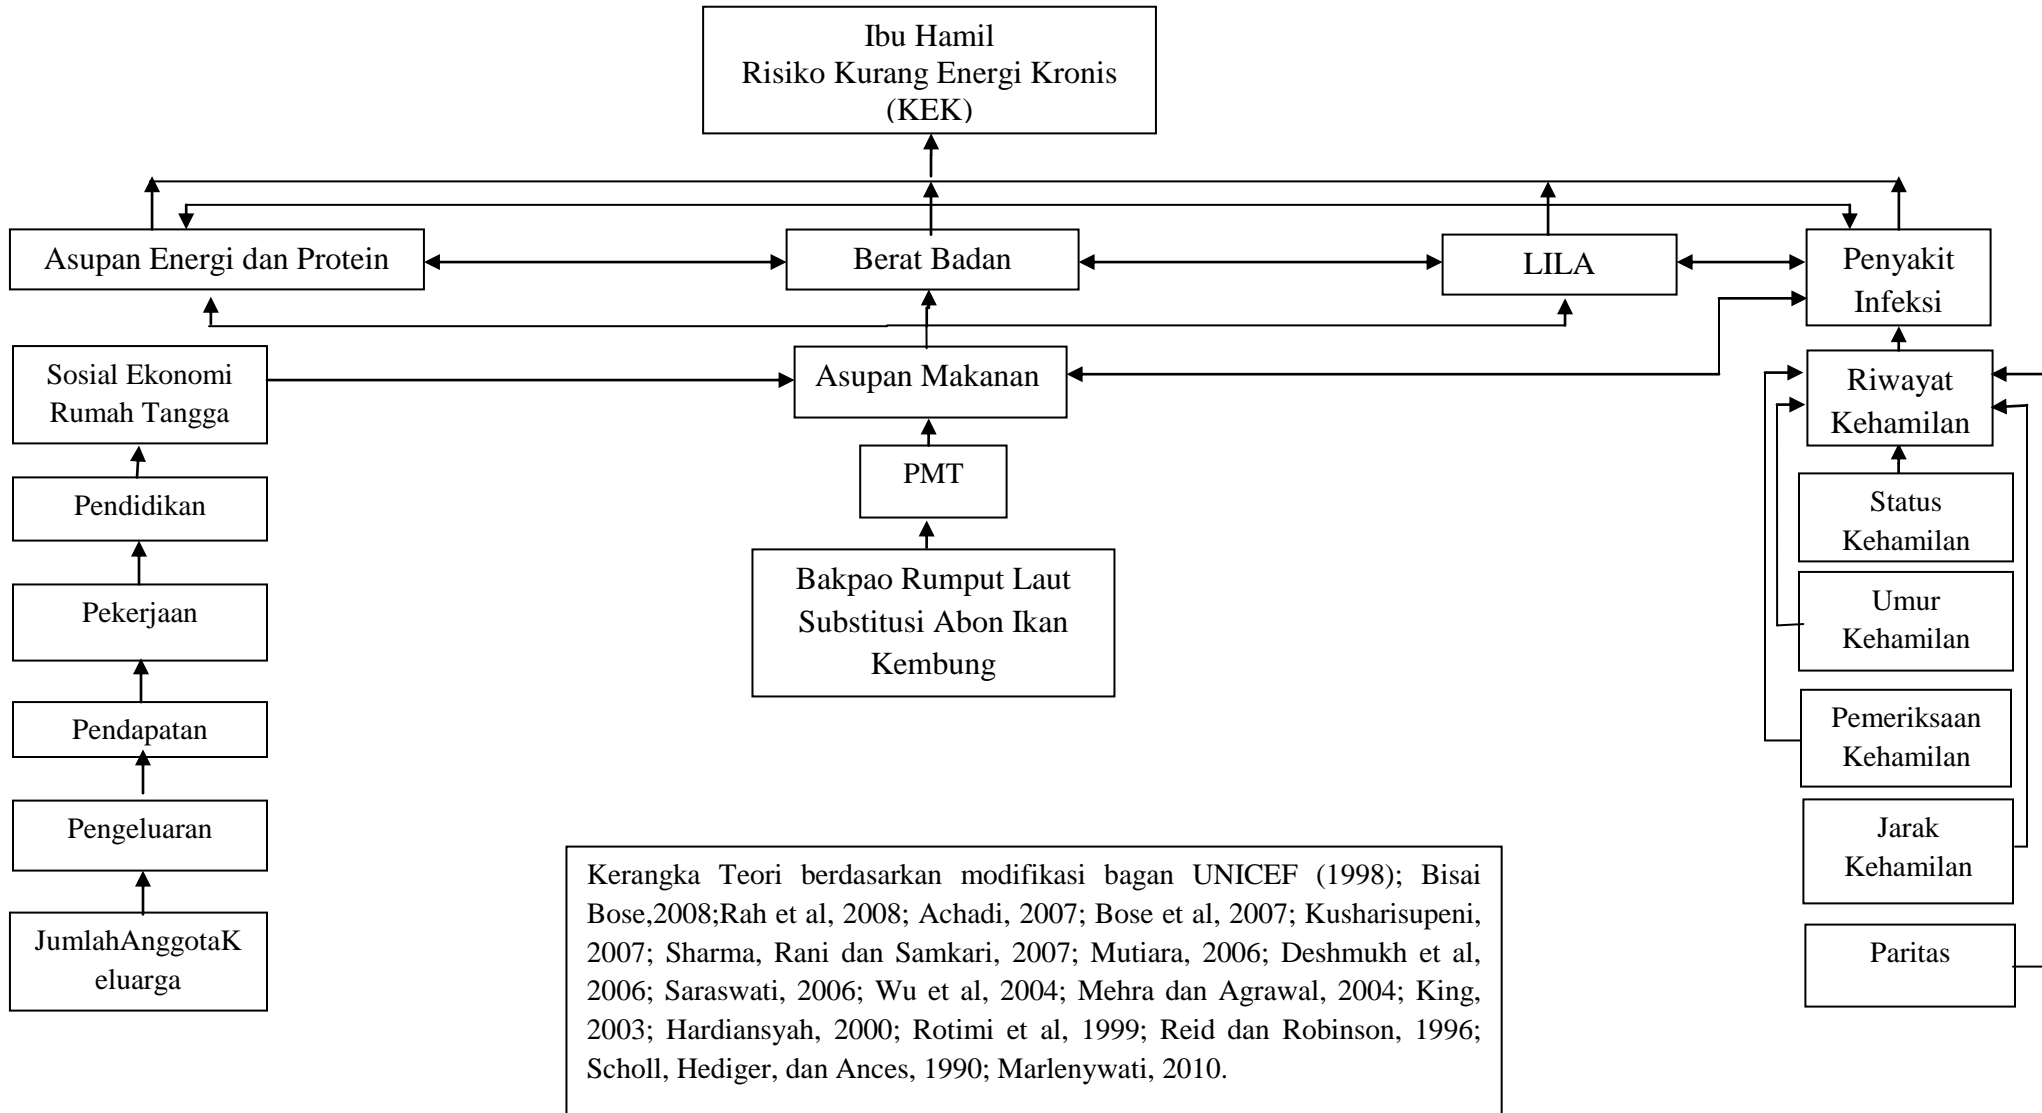 Ibu Hamil
Risiko Kurang Energi Kronis
(KEK)
Asupan Energi dan Protein
Berat Badan
LILA
Penyakit
Infeksi
Sosial Ekonomi
Rumah Tangga
Asupan Makanan
Riwayat
Kehamilan
Pendidikan
PMT
Status
Kehamilan
Pekerjaan
Bakpao Rumput Laut
Substitusi Abon Ikan
Kembung
Umur
Kehamilan
Pendapatan
Pemeriksaan
Kehamilan
Pengeluaran
Jarak
Kehamilan
JumlahAnggotaK
eluarga
Paritas
Kerangka Teori berdasarkan modifikasi bagan UNICEF (1998); Bisai
Bose,2008;Rah et al, 2008; Achadi, 2007; Bose et al, 2007; Kusharisupeni,
2007; Sharma, Rani dan Samkari, 2007; Mutiara, 2006; Deshmukh et al,
2006; Saraswati, 2006; Wu et al, 2004; Mehra dan Agrawal, 2004; King,
2003; Hardiansyah, 2000; Rotimi et al, 1999; Reid dan Robinson, 1996;
Scholl, Hediger, dan Ances, 1990; Marlenywati, 2010.